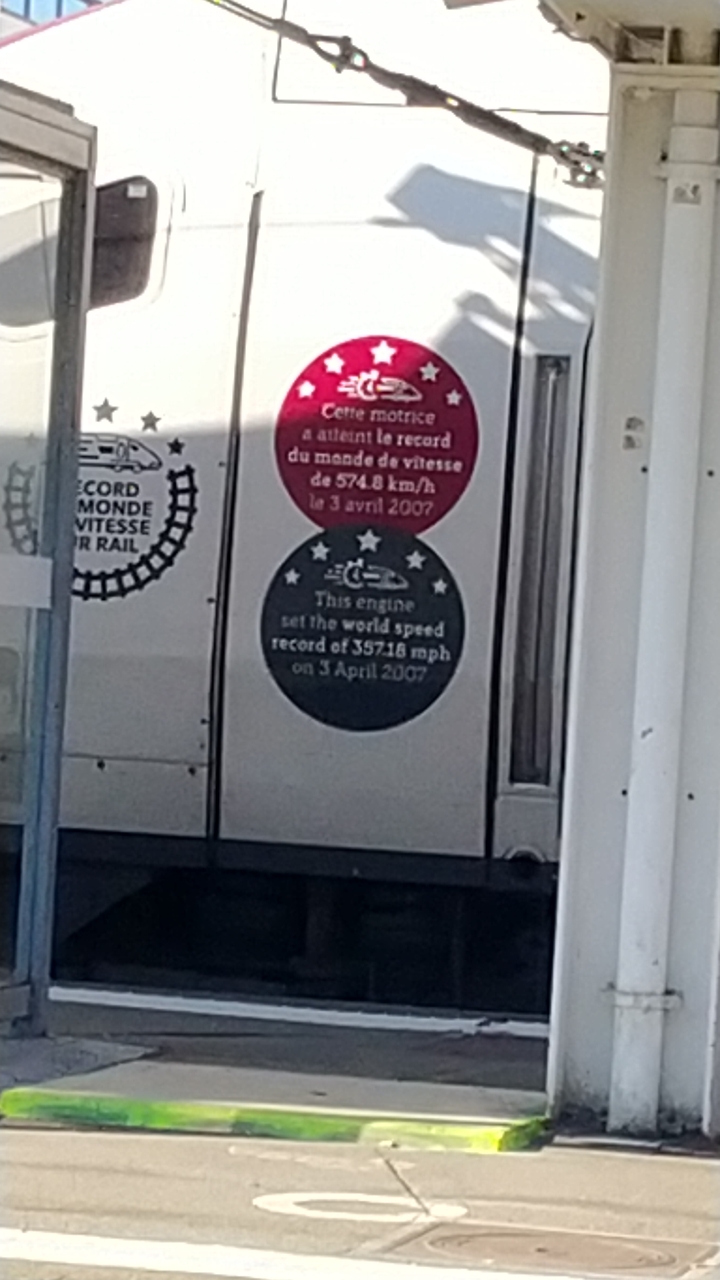 ECORD
MONDE
VITESSE
R RAIL
Cette motrice
a atteint le record
du monde de vitesse
de 574.8 km/h
le 3 avril 2007
This engine
set the world speed
record of 357.18 mph
on 3 April 2007